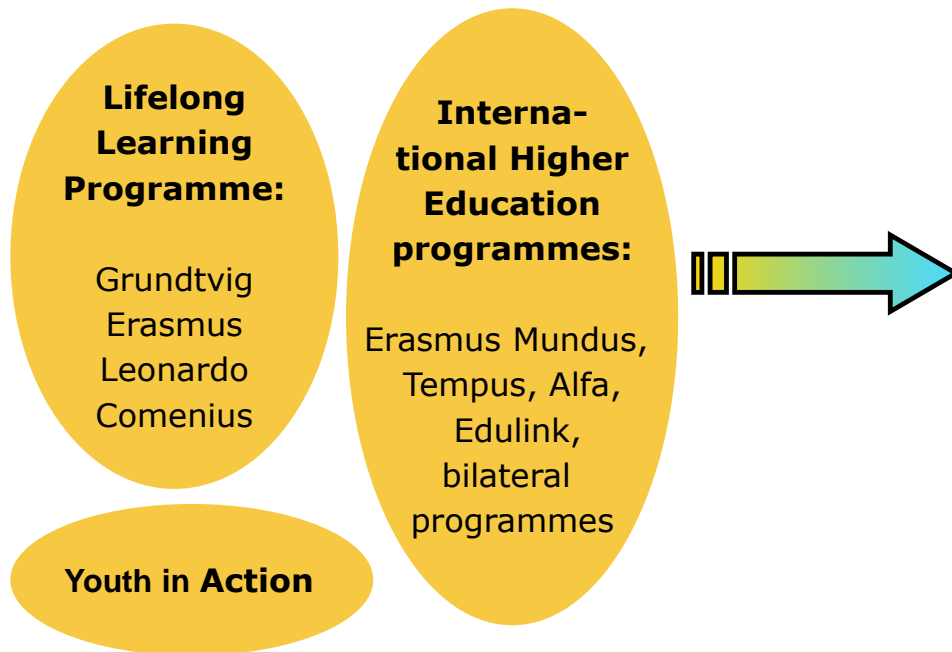 Lifelong
Learning
Programme:
Grundtvig
Erasmus
Leonardo
Comenius
Interna-
tional Higher
Education
programmes:
Erasmus Mundus,
Tempus, Alfa,
Edulink,
bilateral
programmes
Youth in Action